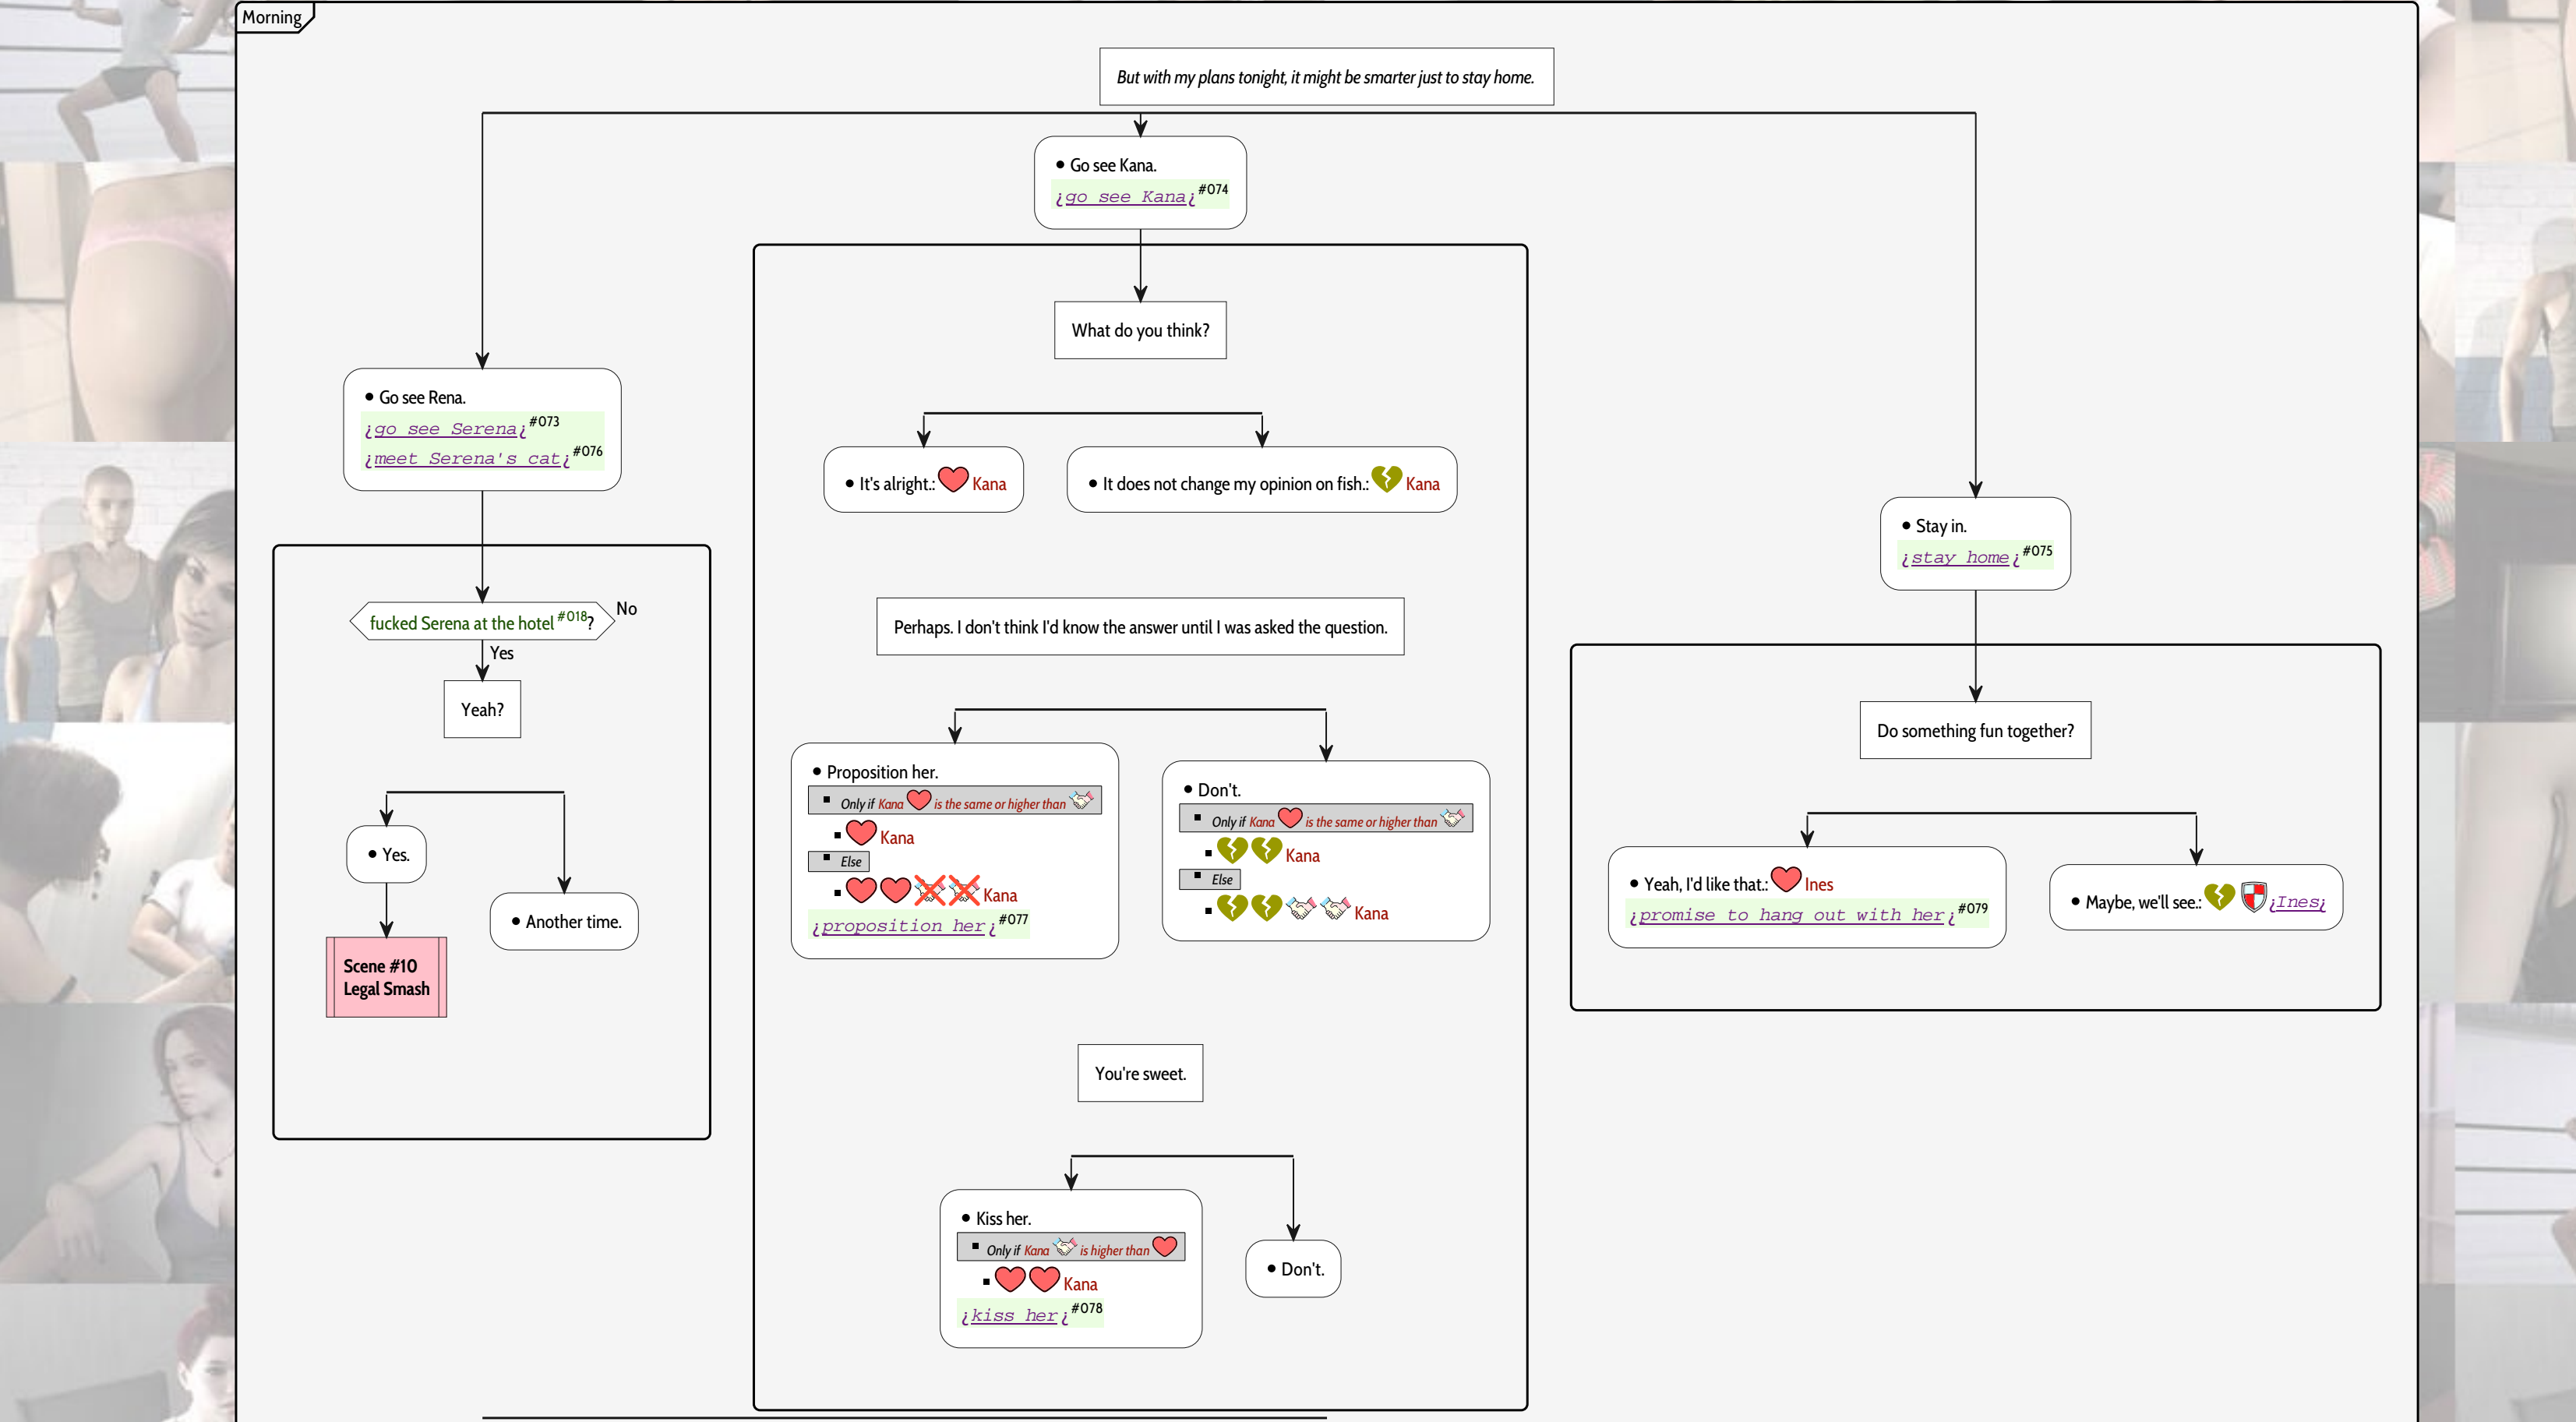 Morning
But with my plans tonight, it might be smarter just to stay home.
• Go see Kana.
¿go see Kana¿ #074
What do you think?
• Go see Rena.
¿go see Serena¿ #073
¿meet Serena's cat¿ #076
• It's alright.: Kana
• It does not change my opinion on fish.: Kana
• Stay in.
¿stay home¿ #075
fucked Serena at the hotel #018?
No
Yes
Yeah?
• Yes.
• Another time.
Scene #10
Legal Smash
Perhaps. I don't think I'd know the answer until I was asked the question.
• Proposition her.
▪ Only if Kana is the same or higher than
▪ Kana
▪ Else
▪ Kana
¿proposition her¿ #077
• Don't.
▪ Only if Kana is the same or higher than
▪ Kana
▪ Else
▪ Kana
You're sweet.
• Kiss her.
▪ Only if Kana is higher than
▪ Kana
¿kiss her¿ #078
• Don't.
Do something fun together?
• Yeah, I'd like that.: Ines
¿promise to hang out with her¿ #079
• Maybe, we'll see.: ¿Ines¿